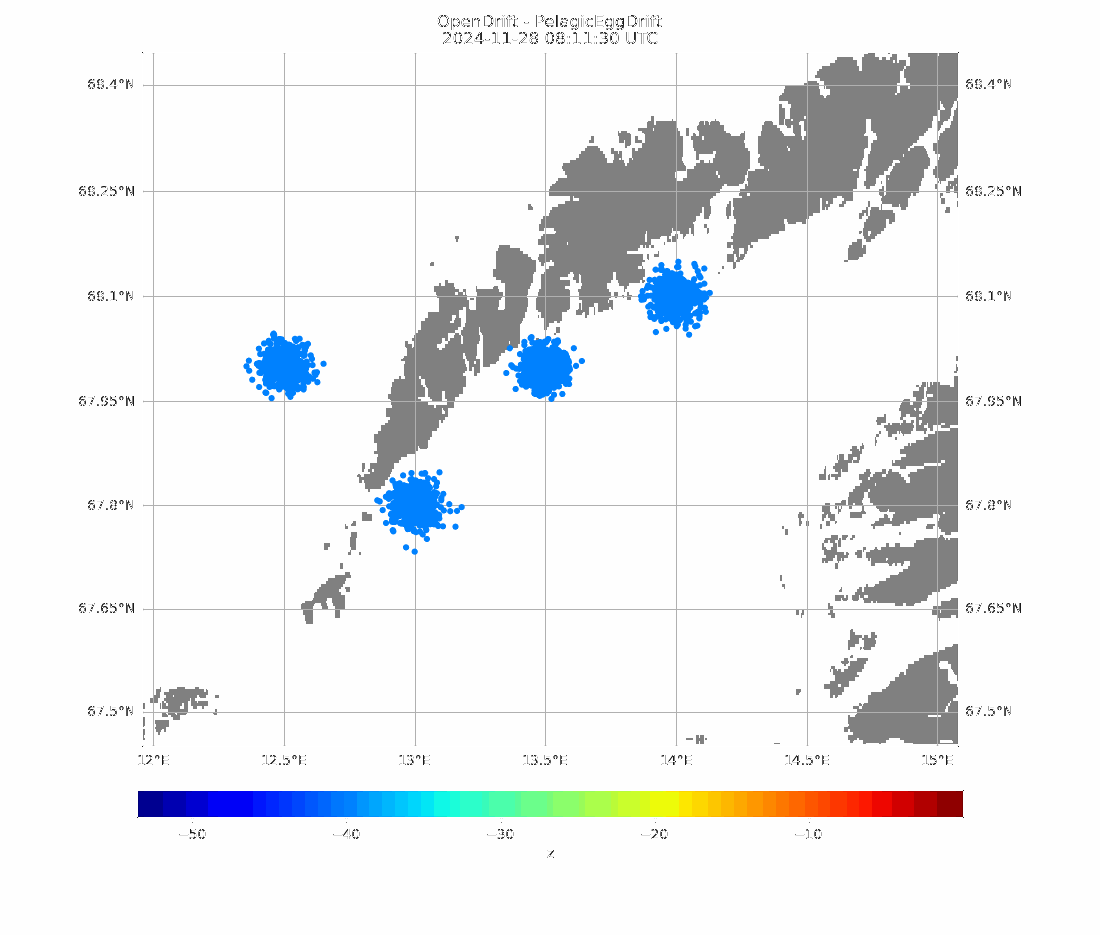 OpenDrift - PelagicEggDrift
2024-11-28 08:11:30 UTC
68.4°N 68.4°N
68.25°N 68.25°N
68.1°N 68.1°N
67.95°N 67.95°N
67.8°N 67.8°N
67.65°N 67.65°N
67.5°N 67.5°N
12°E 12.5°E 13°E 13.5°E 14°E 14.5°E 15°E
−50 −40 −30 −20 −10
z